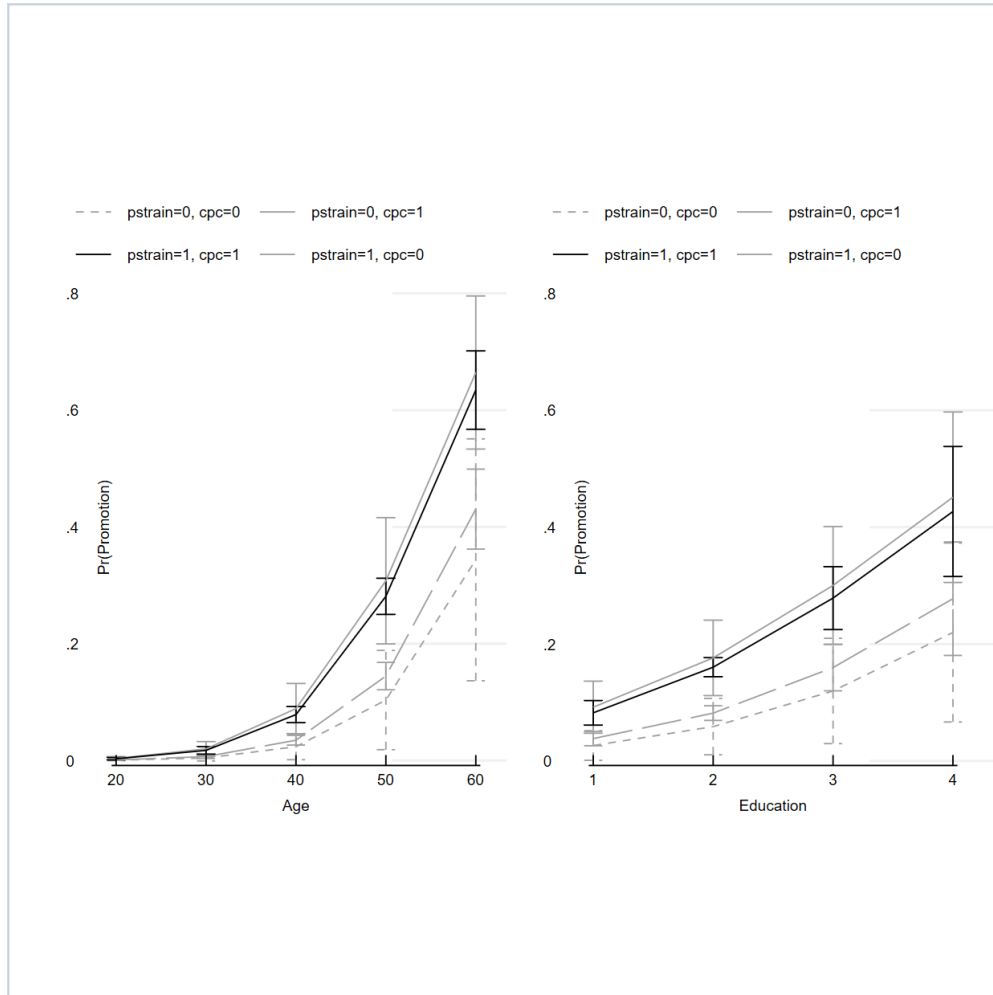 pstrain=0, cpc=0 pstrain=0, cpc=1
pstrain=1, cpc=1 pstrain=1, cpc=0
.8
.6
.4
.2
0
Pr(Promotion)
20 30 40 50 60
Age
pstrain=0, cpc=0 pstrain=0, cpc=1
pstrain=1, cpc=1 pstrain=1, cpc=0
.8
.6
.4
.2
0
Pr(Promotion)
1 2 3 4
Education